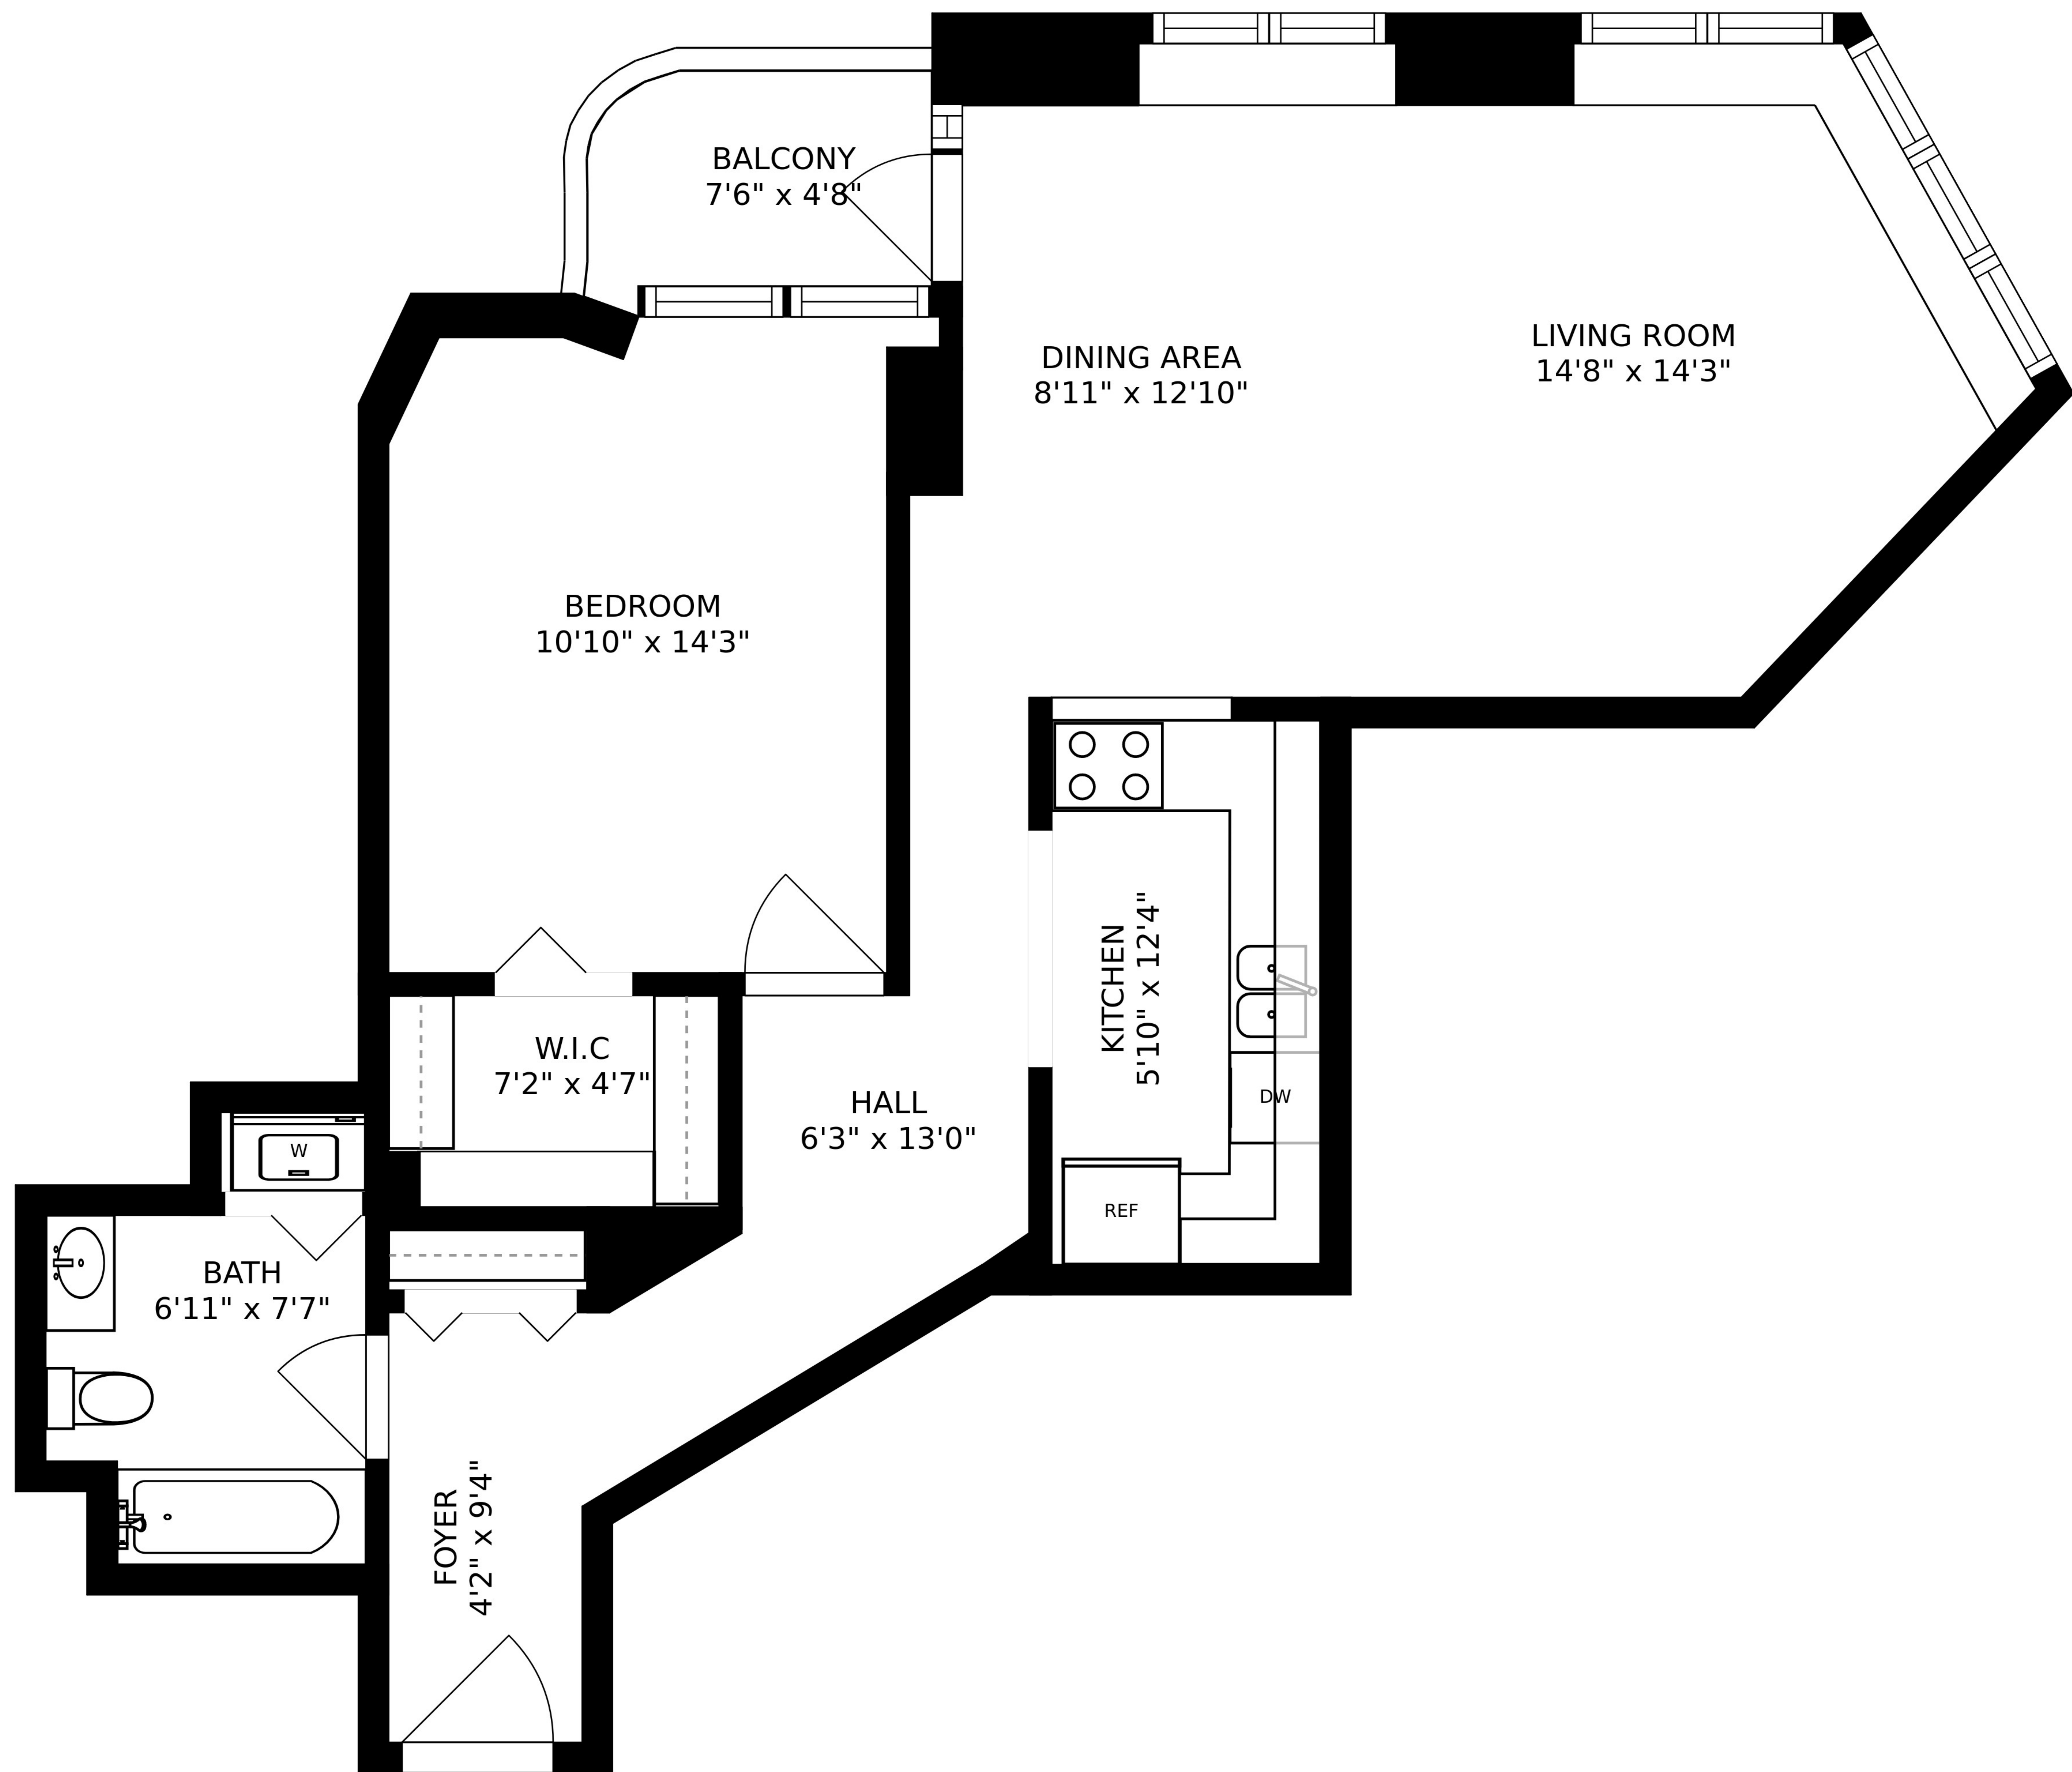 BALCONY
7'6" x 4'8"
DINING AREA
8'11" x 12'10"
LIVING ROOM
14'8" x 14'3"
BEDROOM
10'10" x 14'3"
KITCHEN
5'10" x 12'4"
W.I.C
7'2" x 4'7"
HALL
6'3" x 13'0"
DW
W
REF
BATH
6'11" x 7'7"
FOYER
4'2" x 9'4"